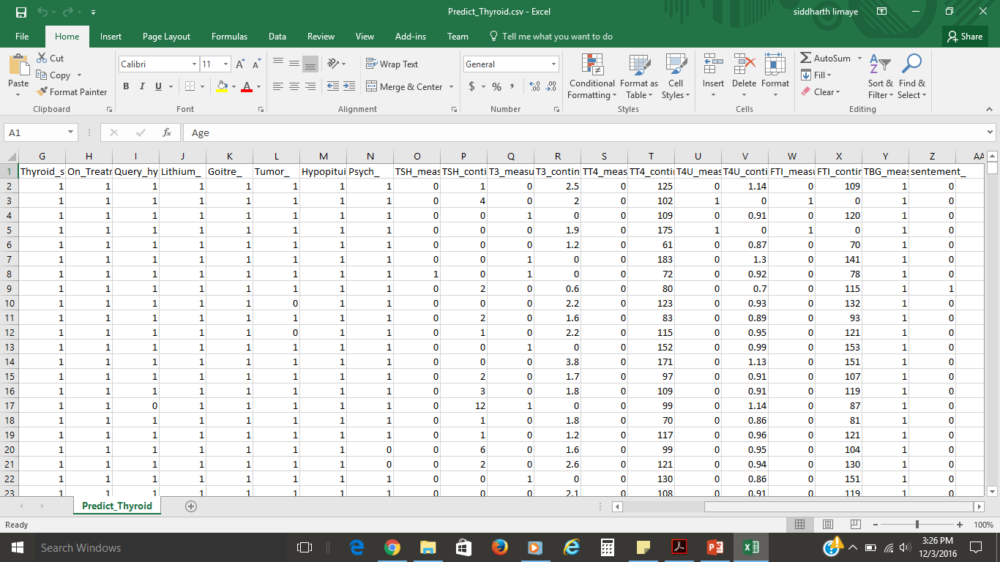 Predict_Thyroid.csv - Excel siddharth limaye
File Home Insert Page Layout Formulas Data Review View Add-ins Team Tell me what you want to do Share
Paste Cut Copy Format Painter Clipboard
Calibri 11 B I U Font
Wrap Text Merge & Center Alignment
General $ % , Number
Conditional Formatting Format as Table Cell Styles Styles
Insert Delete Format Cells
AutoSum Fill Clear Sort & Filter Find & Select Editing
A1 fx Age
G H I J K L M N O P Q R S T U V W X Y Z AA
1 Thyroid_s On_Treatr Query_hy Lithium_ Goitre_ Tumor_ Hypopitui Psych_ TSH_meas TSH_conti T3_measu T3_contin TT4_meas TT4_contir T4U_meas T4U_conti FTI_measu FTI_contir TBG_meas sentement_
2 1 1 1 1 1 1 1 1 0 1 0 2.5 0 125 0 1.14 0 109 1 0
3 1 1 1 1 1 1 1 1 0 4 0 2 0 102 1 0 1 0 1 0
4 1 1 1 1 1 1 1 1 0 0 1 0 0 109 0 0.91 0 120 1 0
5 1 1 1 1 1 1 1 1 0 0 0 1.9 0 175 1 0 1 0 1 0
6 1 1 1 1 1 1 1 1 0 0 0 1.2 0 61 0 0.87 0 70 1 0
7 1 1 1 1 1 1 1 1 0 0 1 0 0 183 0 1.3 0 141 1 0
8 1 1 1 1 1 1 1 1 1 0 1 0 0 72 0 0.92 0 78 1 0
9 1 1 1 1 1 1 1 1 0 2 0 0.6 0 80 0 0.7 0 115 1 1
10 1 1 1 1 1 0 1 1 0 0 0 2.2 0 123 0 0.93 0 132 1 0
11 1 1 1 1 1 1 1 1 0 2 0 1.6 0 83 0 0.89 0 93 1 0
12 1 1 1 1 1 0 1 1 0 1 0 2.2 0 115 0 0.95 0 121 1 0
13 1 1 1 1 1 1 1 1 0 0 1 0 0 152 0 0.99 0 153 1 0
14 1 1 1 1 1 1 1 1 0 0 0 3.8 0 171 0 1.13 0 151 1 0
15 1 1 1 1 1 1 1 1 0 2 0 1.7 0 97 0 0.91 0 107 1 0
16 1 1 1 1 1 1 1 1 0 3 0 1.8 0 109 0 0.91 0 119 1 0
17 1 1 0 1 1 1 1 1 0 12 1 0 0 99 0 1.14 0 87 1 0
18 1 1 1 1 1 1 1 1 0 1 0 1.8 0 70 0 0.86 0 81 1 0
19 1 1 1 1 1 1 1 1 0 1 0 1.2 0 117 0 0.96 0 121 1 0
20 1 1 1 1 1 1 1 0 0 6 0 1.6 0 99 0 0.95 0 104 1 0
21 1 1 1 1 1 1 1 0 0 2 0 2.6 0 121 0 0.94 0 130 1 0
22 1 1 1 1 1 1 1 1 0 0 1 0 0 130 0 0.86 0 151 1 0
23 1 1 1 1 1 1 1 1 0 0 0 2.1 0 108 0 0.91 0 119 1 0
Predict_Thyroid
Ready 100%
Search Windows 3:26 PM
12/3/2016